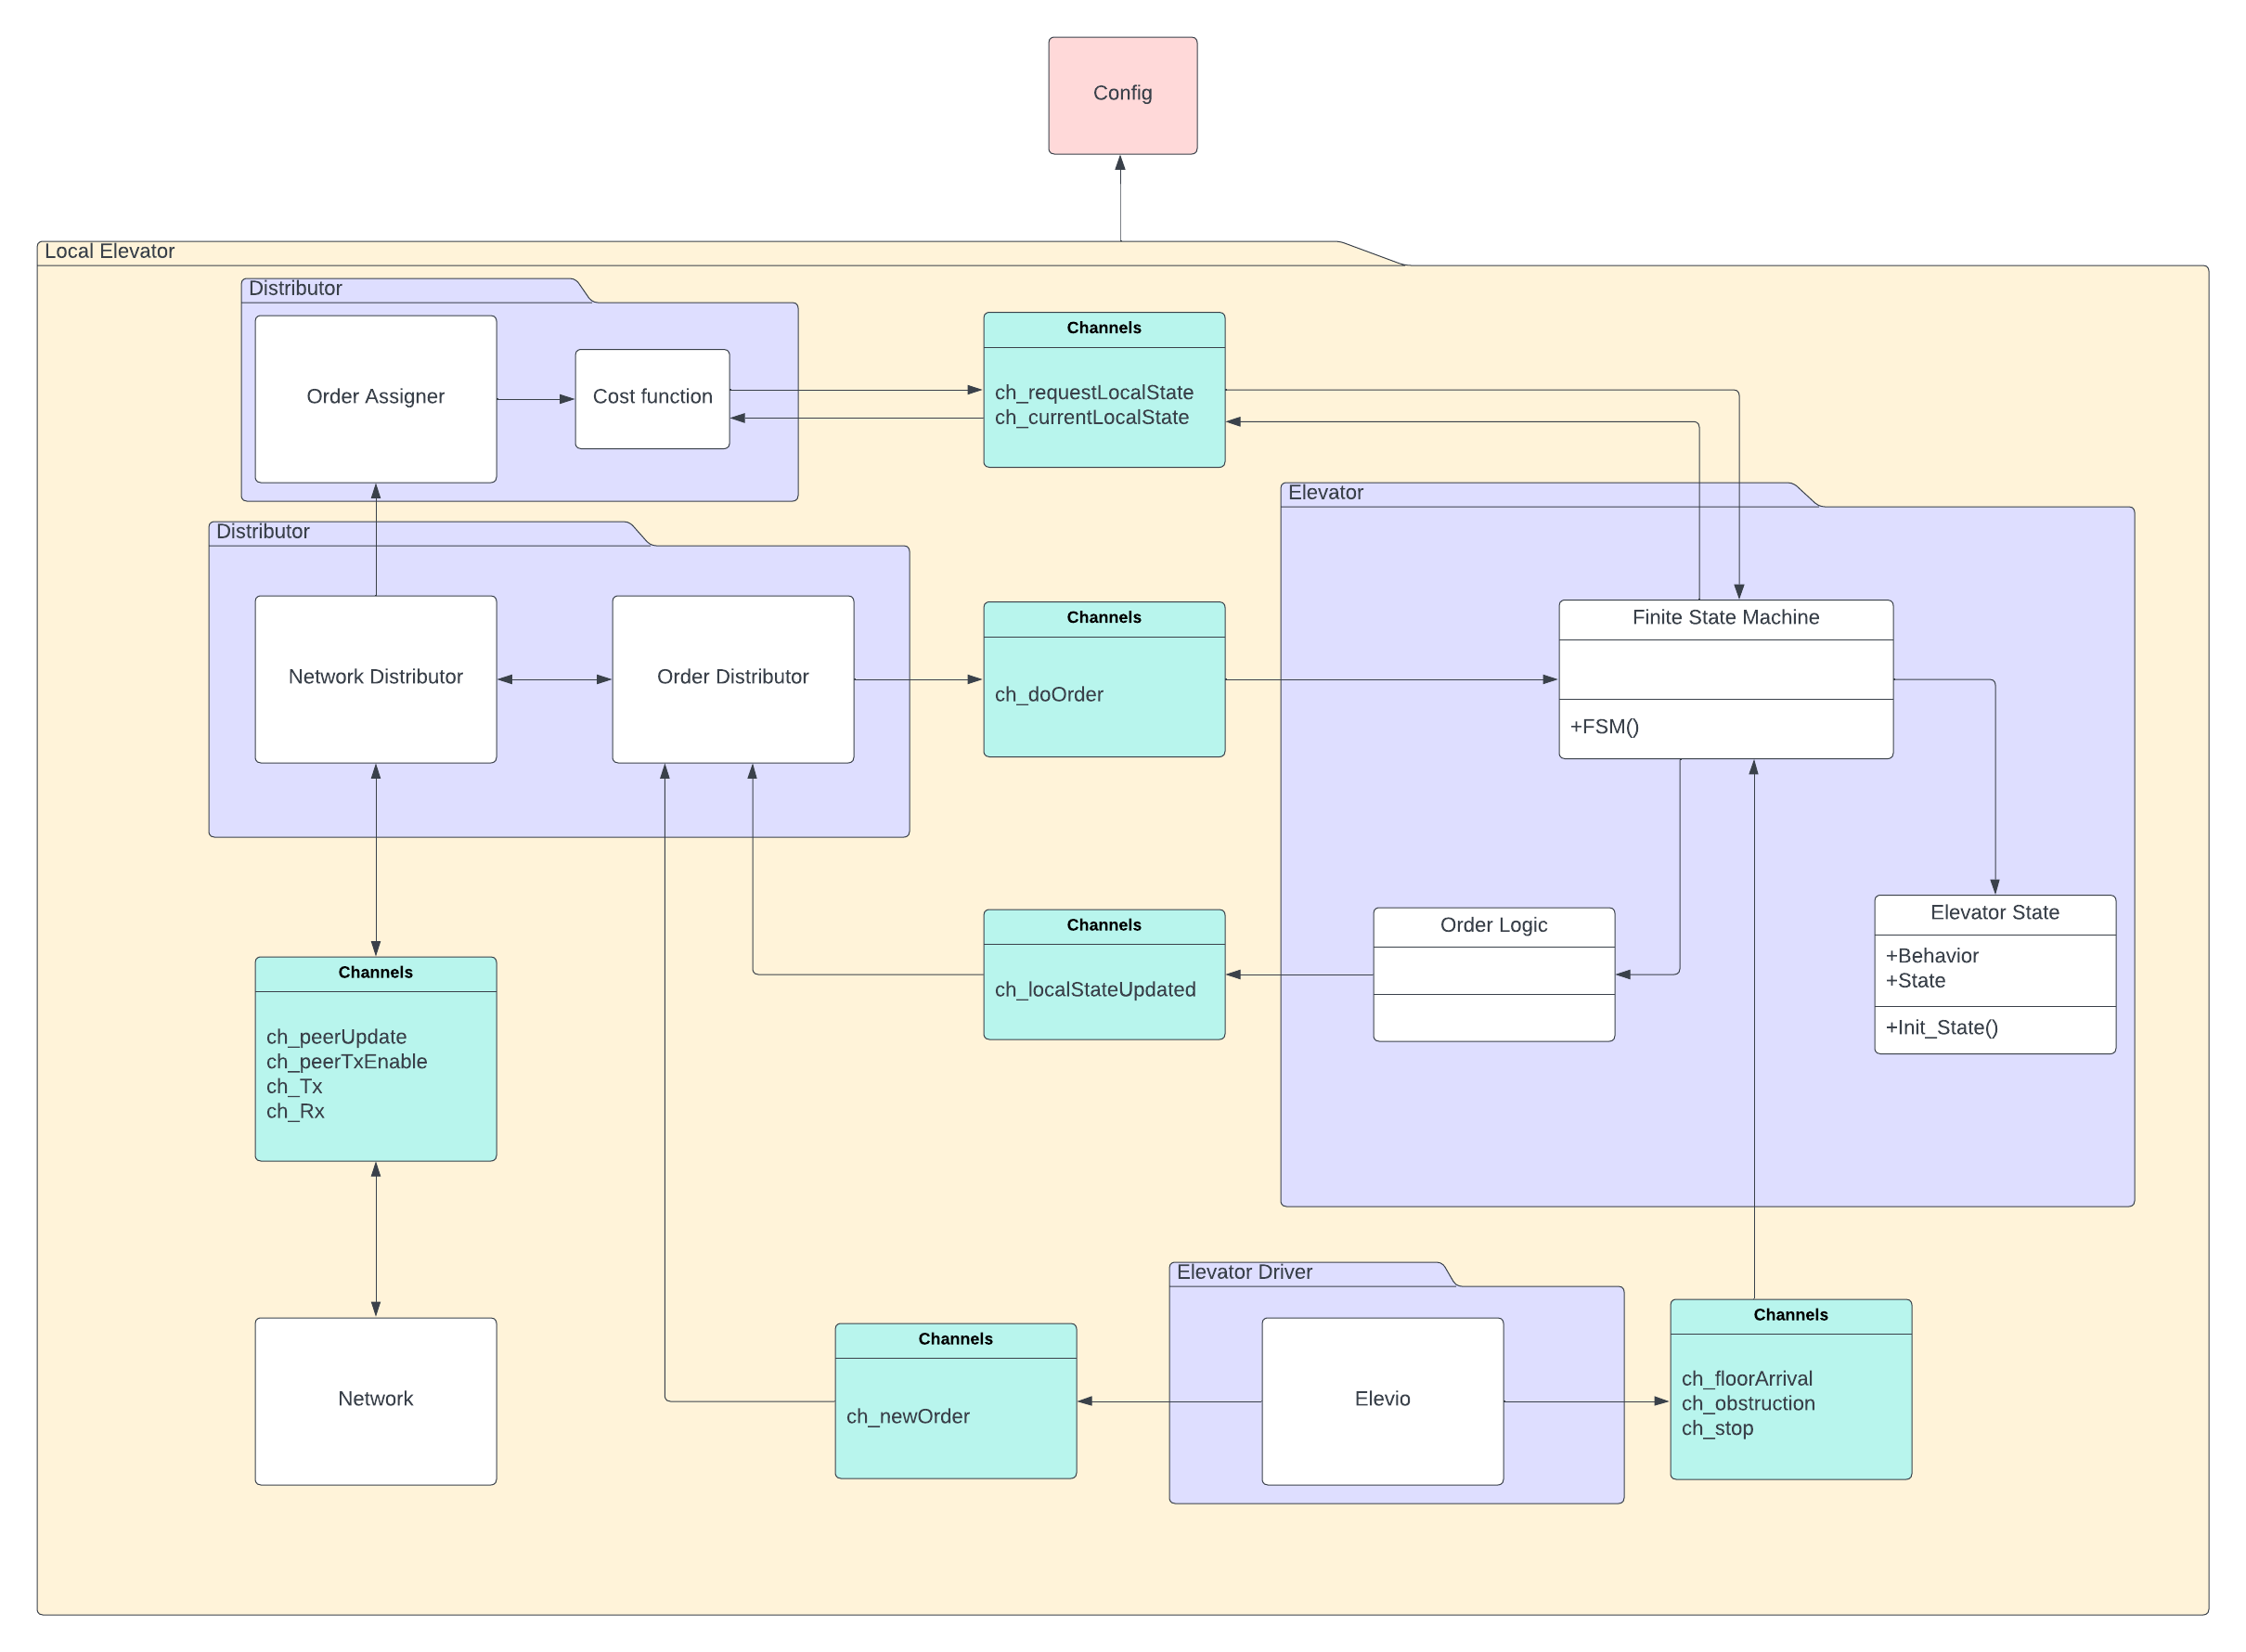 Config
Local Elevator
Distributor
Order Assigner
Cost function
Channels
ch_requestLocalState
ch_currentLocalState
Distributor
Network Distributor
Order Distributor
Channels
ch_doOrder
Elevator
Finite State Machine
+FSM()
Order Logic
Elevator State
+Behavior
+State
+Init_State()
Channels
ch_localStateUpdated
Channels
ch_peerUpdate
ch_peerTxEnable
ch_Tx
ch_Rx
Network
Channels
ch_newOrder
Elevator Driver
Elevio
Channels
ch_floorArrival
ch_obstruction
ch_stop